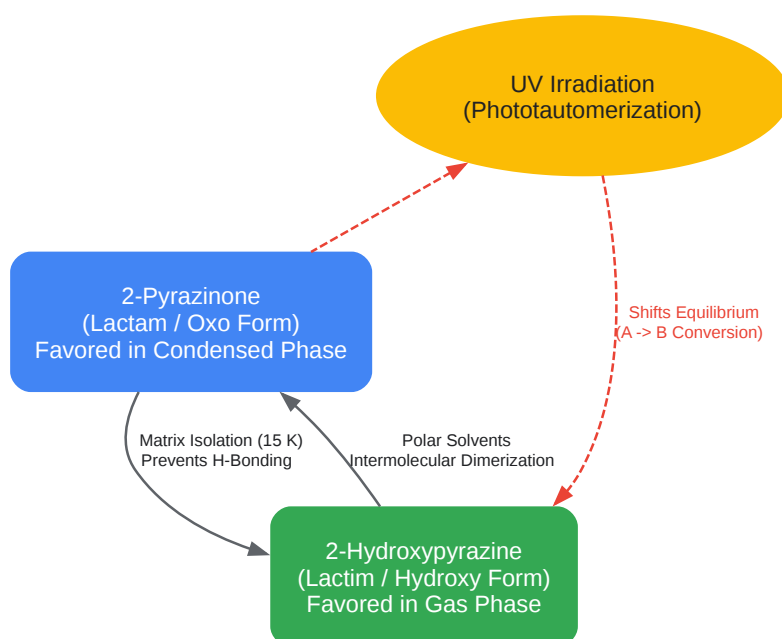 UV Irradiation
(Phototautomerization)
2-Pyrazinone
(Lactam / Oxo Form)
Favored in Condensed Phase
Shifts Equilibrium
(A -> B Conversion)
Matrix Isolation (15 K)
Prevents H-Bonding
Polar Solvents
Intermolecular Dimerization
2-Hydroxypyrazine
(Lactim / Hydroxy Form)
Favored in Gas Phase